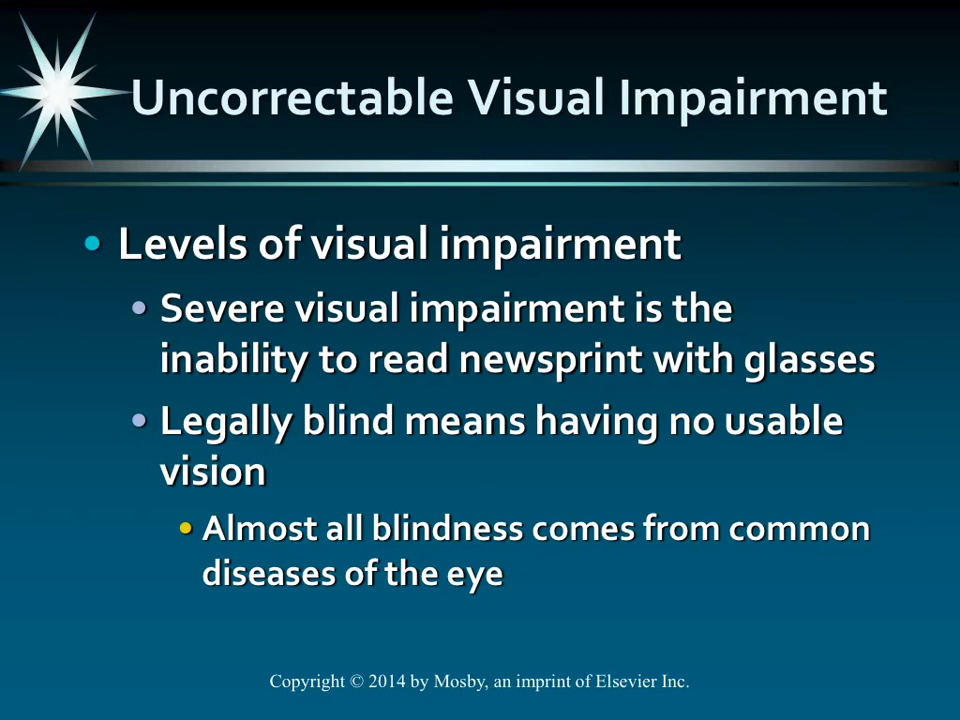 Uncorrectable Visual Impairment
• Levels of visual impairment
• Severe visual impairment is the
inability to read newsprint with glasses
• Legally blind means having no usable
vision
• Almost all blindness comes from common
diseases of the eye
Copyright © 2014 by Mosby, an imprint of Elsevier Inc.